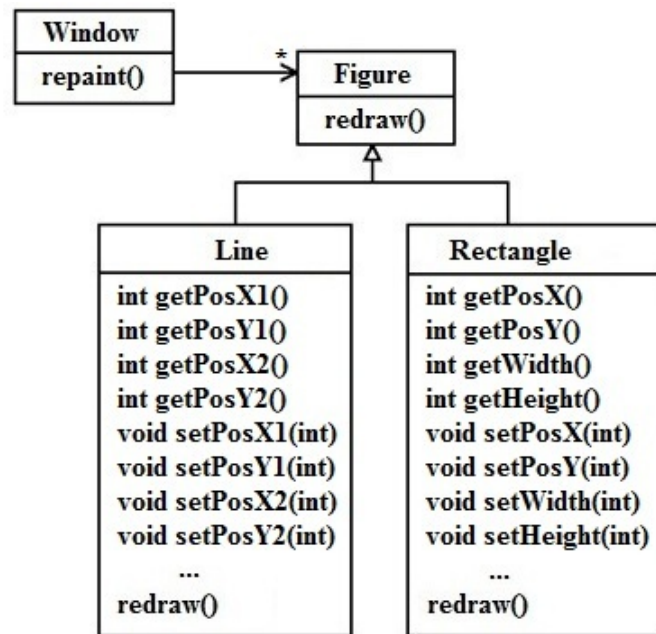 Window
repaint()
*
Figure
redraw()
Line
int getPosX1()
int getPosY1()
int getPosX2()
int getPosY2()
void setPosX1(int)
void setPosY1(int)
void setPosX2(int)
void setPosY2(int)
...
redraw()
Rectangle
int getPosX()
int getPosY()
int getWidth()
int getHeight()
void setPosX(int)
void setPosY(int)
void setWidth(int)
void setHeight(int)
...
redraw()